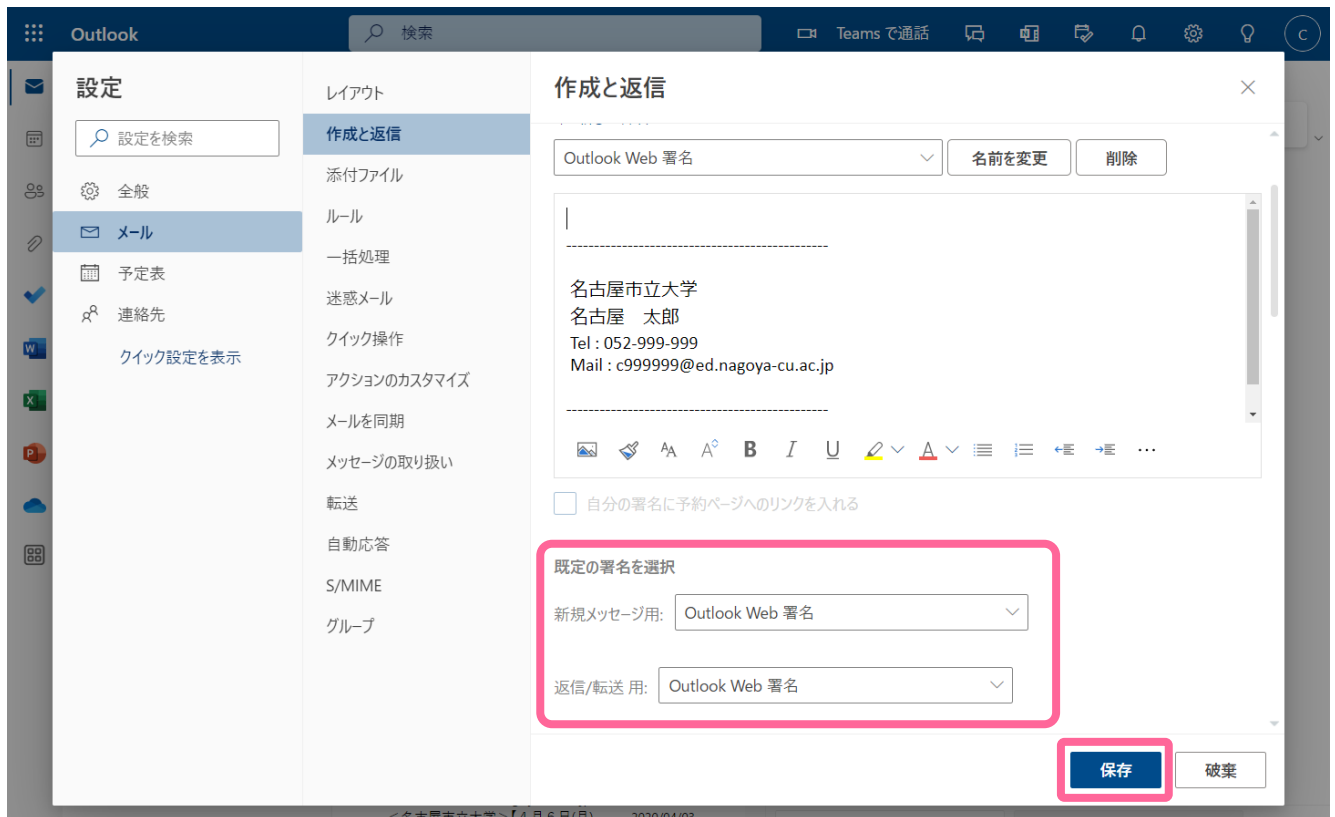 Outlook
検索
Teams で通話
C
設定
設定を検索
全般
メール
予定表
連絡先
クイック設定を表示
レイアウト
作成と返信
添付ファイル
ルール
一括処理
迷惑メール
クイック操作
アクションのカスタマイズ
メールを同期
メッセージの取り扱い
転送
自動応答
S/MIME
グループ
作成と返信
Outlook Web 署名
名前を変更
削除
-----------------------------------------------
名古屋市立大学
名古屋　太郎
Tel : 052-999-999
Mail : c999999@ed.nagoya-cu.ac.jp
-----------------------------------------------
自分の署名に予約ページへのリンクを入れる
既定の署名を選択
新規メッセージ用: Outlook Web 署名
返信/転送 用: Outlook Web 署名
保存
破棄
2020/04/03